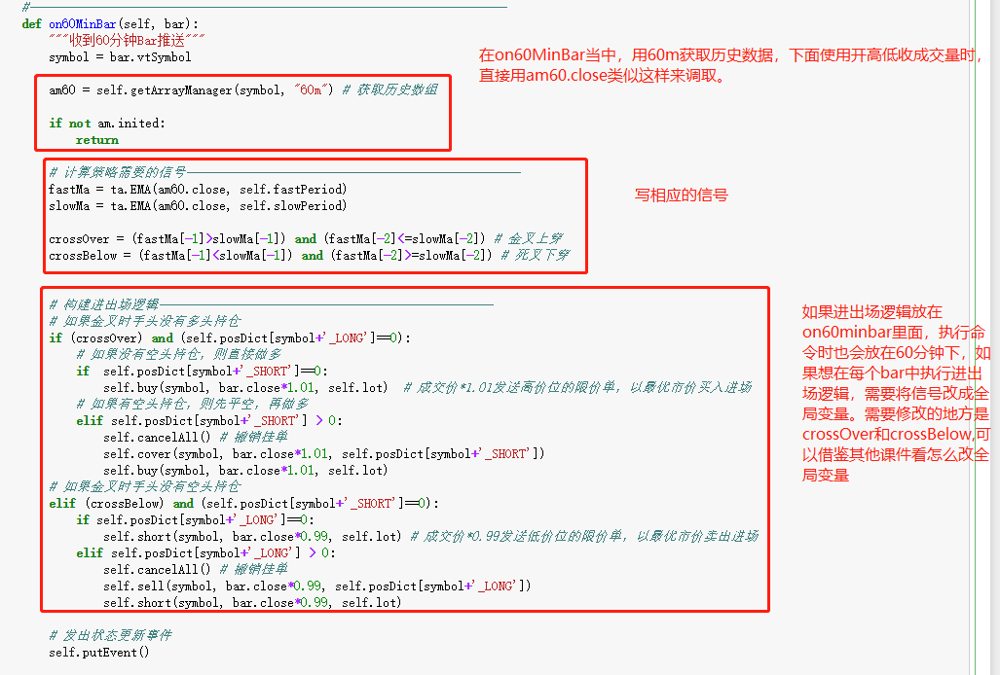 #
def on60MinBar(self, bar):
"""收到60分钟Bar推送"""
symbol = bar.vtSymbol
在on60MinBar当中，用60m获取历史数据，下面使用开高低收成交量时，
直接用am60.close类似这样来调取。
am60 = self.getArrayManager(symbol, "60m") # 获取历史数组
if not am.inited:
return
# 计算策略需要的信号
fastMa = ta.EMA(am60.close, self.fastPeriod)
slowMa = ta.EMA(am60.close, self.slowPeriod)
写相应的信号
crossOver = (fastMa[-1]>slowMa[-1]) and (fastMa[-2]<=slowMa[-2]) # 金叉上穿
crossBelow = (fastMa[-1]<slowMa[-1]) and (fastMa[-2]>=slowMa[-2]) # 死叉下穿
# 构建进出场逻辑
# 如果金叉时手头没有多头持仓
if (crossOver) and (self.posDict[symbol+'_LONG']==0):
# 如果没有空头持仓，则直接做多
if self.posDict[symbol+'_SHORT']==0:
self.buy(symbol, bar.close*1.01, self.lot) # 成交价*1.01发送高价位的限价单，以最优市价买入进场
# 如果有空头持仓，则先平空，再做多
elif self.posDict[symbol+'_SHORT'] > 0:
self.cancelAll() # 撤销挂单
self.cover(symbol, bar.close*1.01, self.posDict[symbol+'_SHORT'])
self.buy(symbol, bar.close*1.01, self.lot)
# 如果金叉时手头没有空头持仓
elif (crossBelow) and (self.posDict[symbol+'_SHORT']==0):
if self.posDict[symbol+'_LONG']==0:
self.short(symbol, bar.close*0.99, self.lot) # 成交价*0.99发送低价位的限价单，以最优市价卖出进场
elif self.posDict[symbol+'_LONG'] > 0:
self.cancelAll() # 撤销挂单
self.sell(symbol, bar.close*0.99, self.posDict[symbol+'_LONG'])
self.short(symbol, bar.close*0.99, self.lot)
如果进出场逻辑放在
on60minbar里面，执行命
令时也会放在60分钟下，如
果想在每个bar中执行进出
场逻辑，需要将信号改成全
局变量。需要修改的地方是
crossOver和crossBelow,可
以借鉴其他课件看怎么改全
局变量
# 发出状态更新事件
self.putEvent()